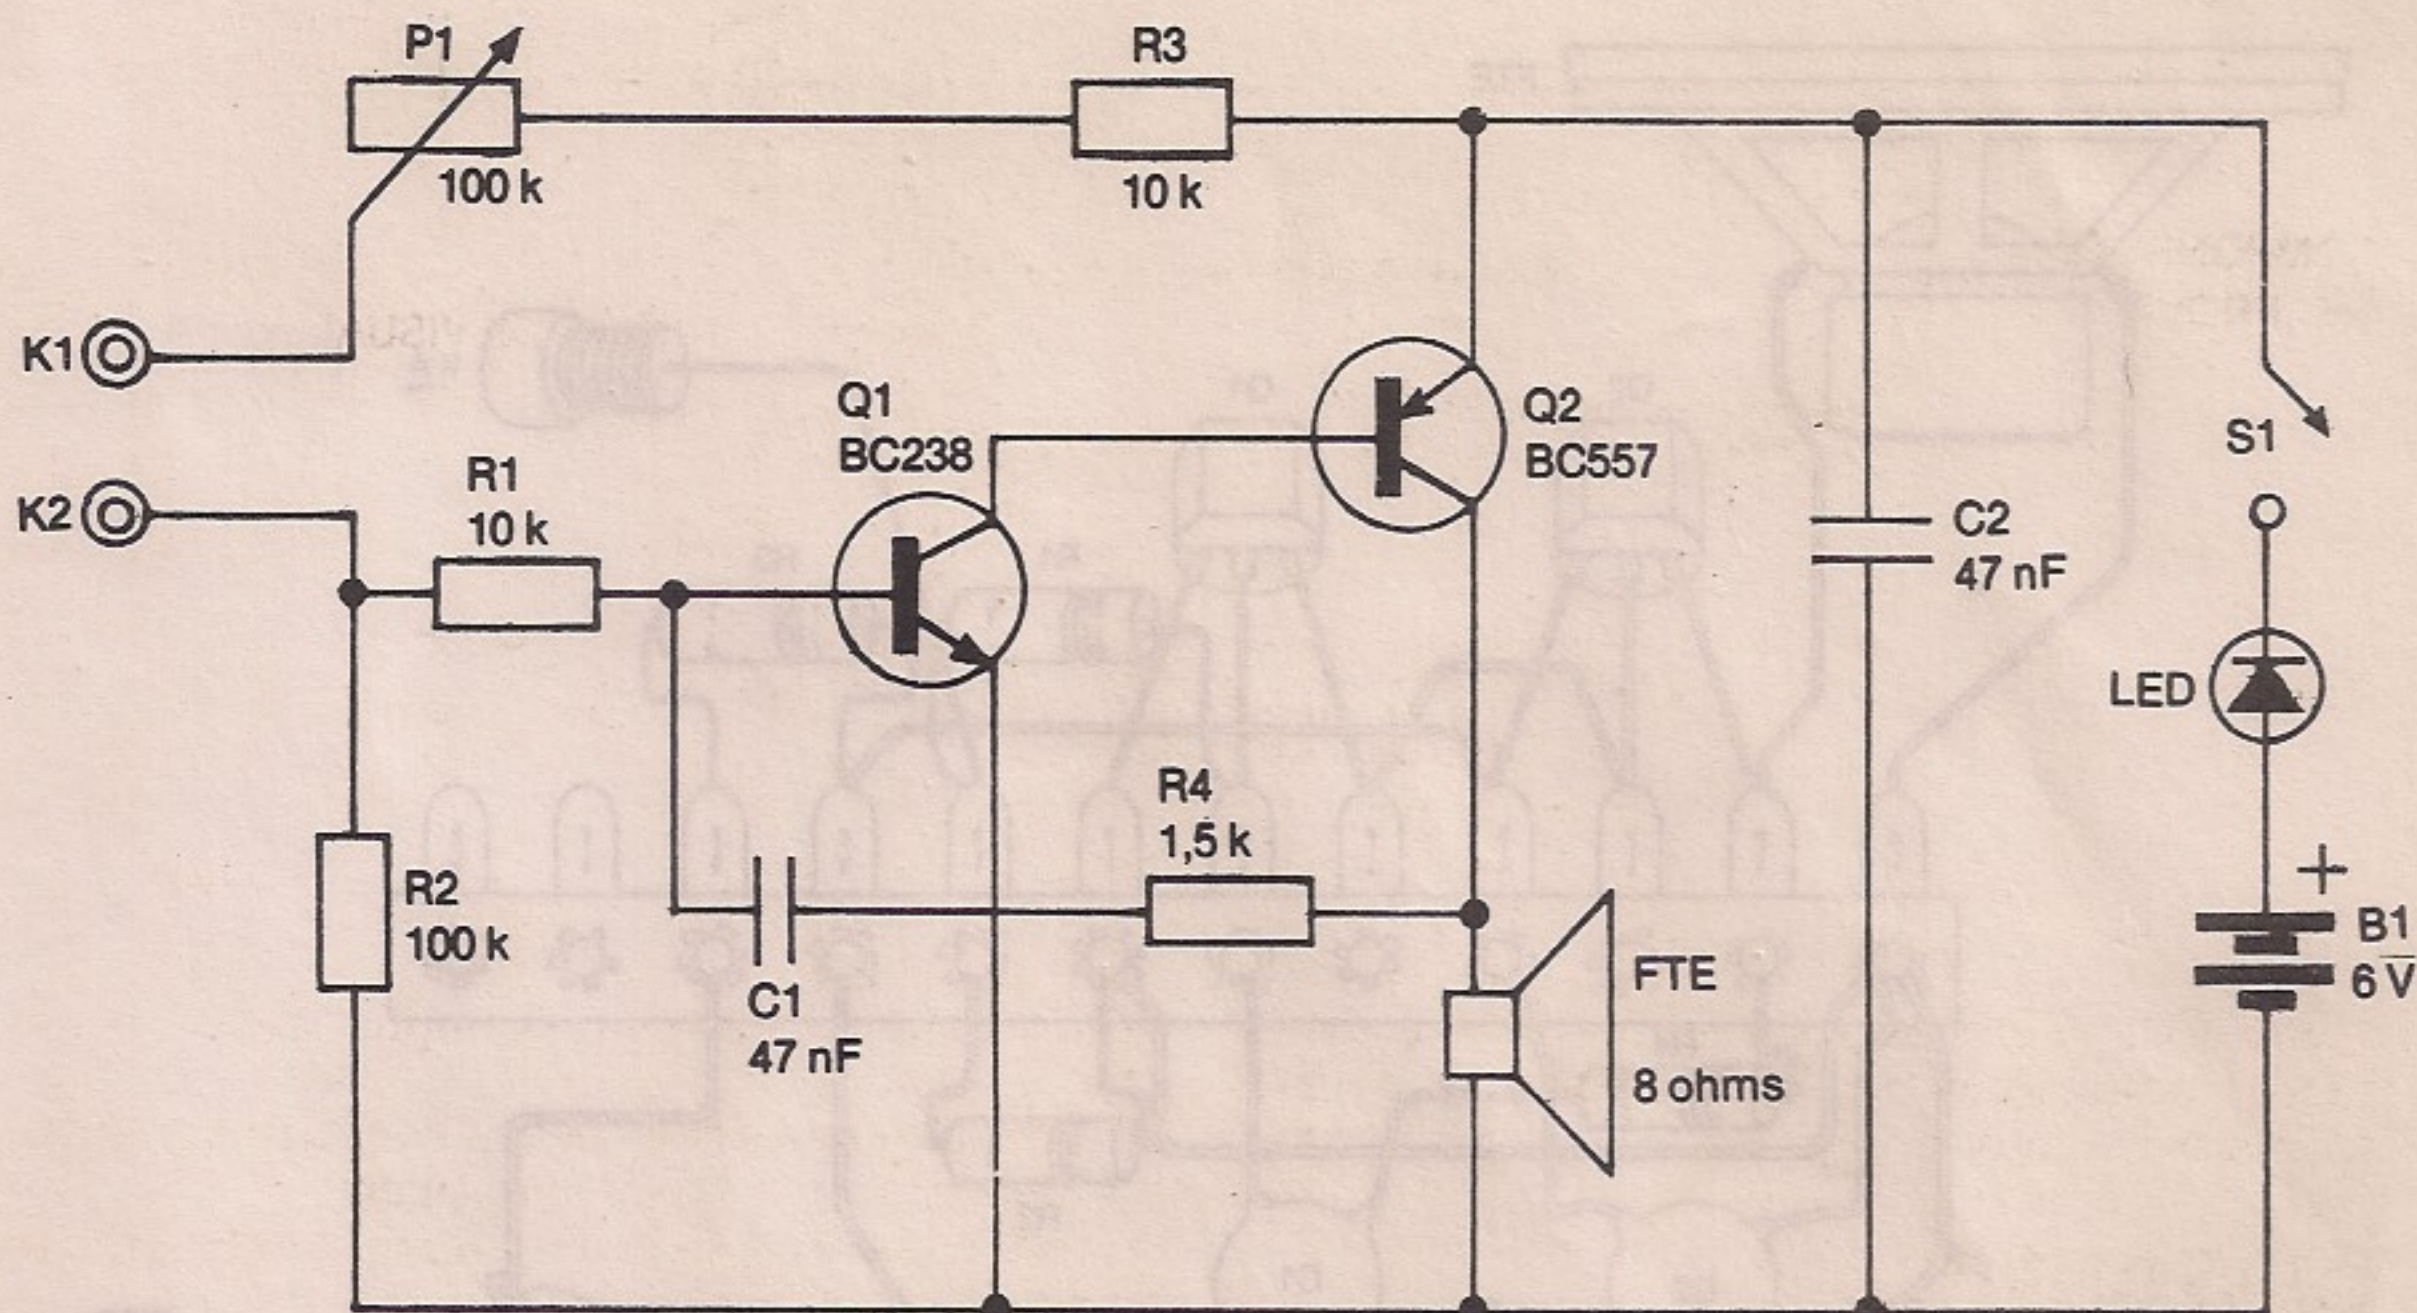 P1
100 k
R3
10 k
K1
K2
R1
10 k
Q1
BC238
Q2
BC557
S1
C2
47 nF
LED
R4
1,5 k
R2
100 k
C1
47 nF
FTE
8 ohms
+
B1
6 V